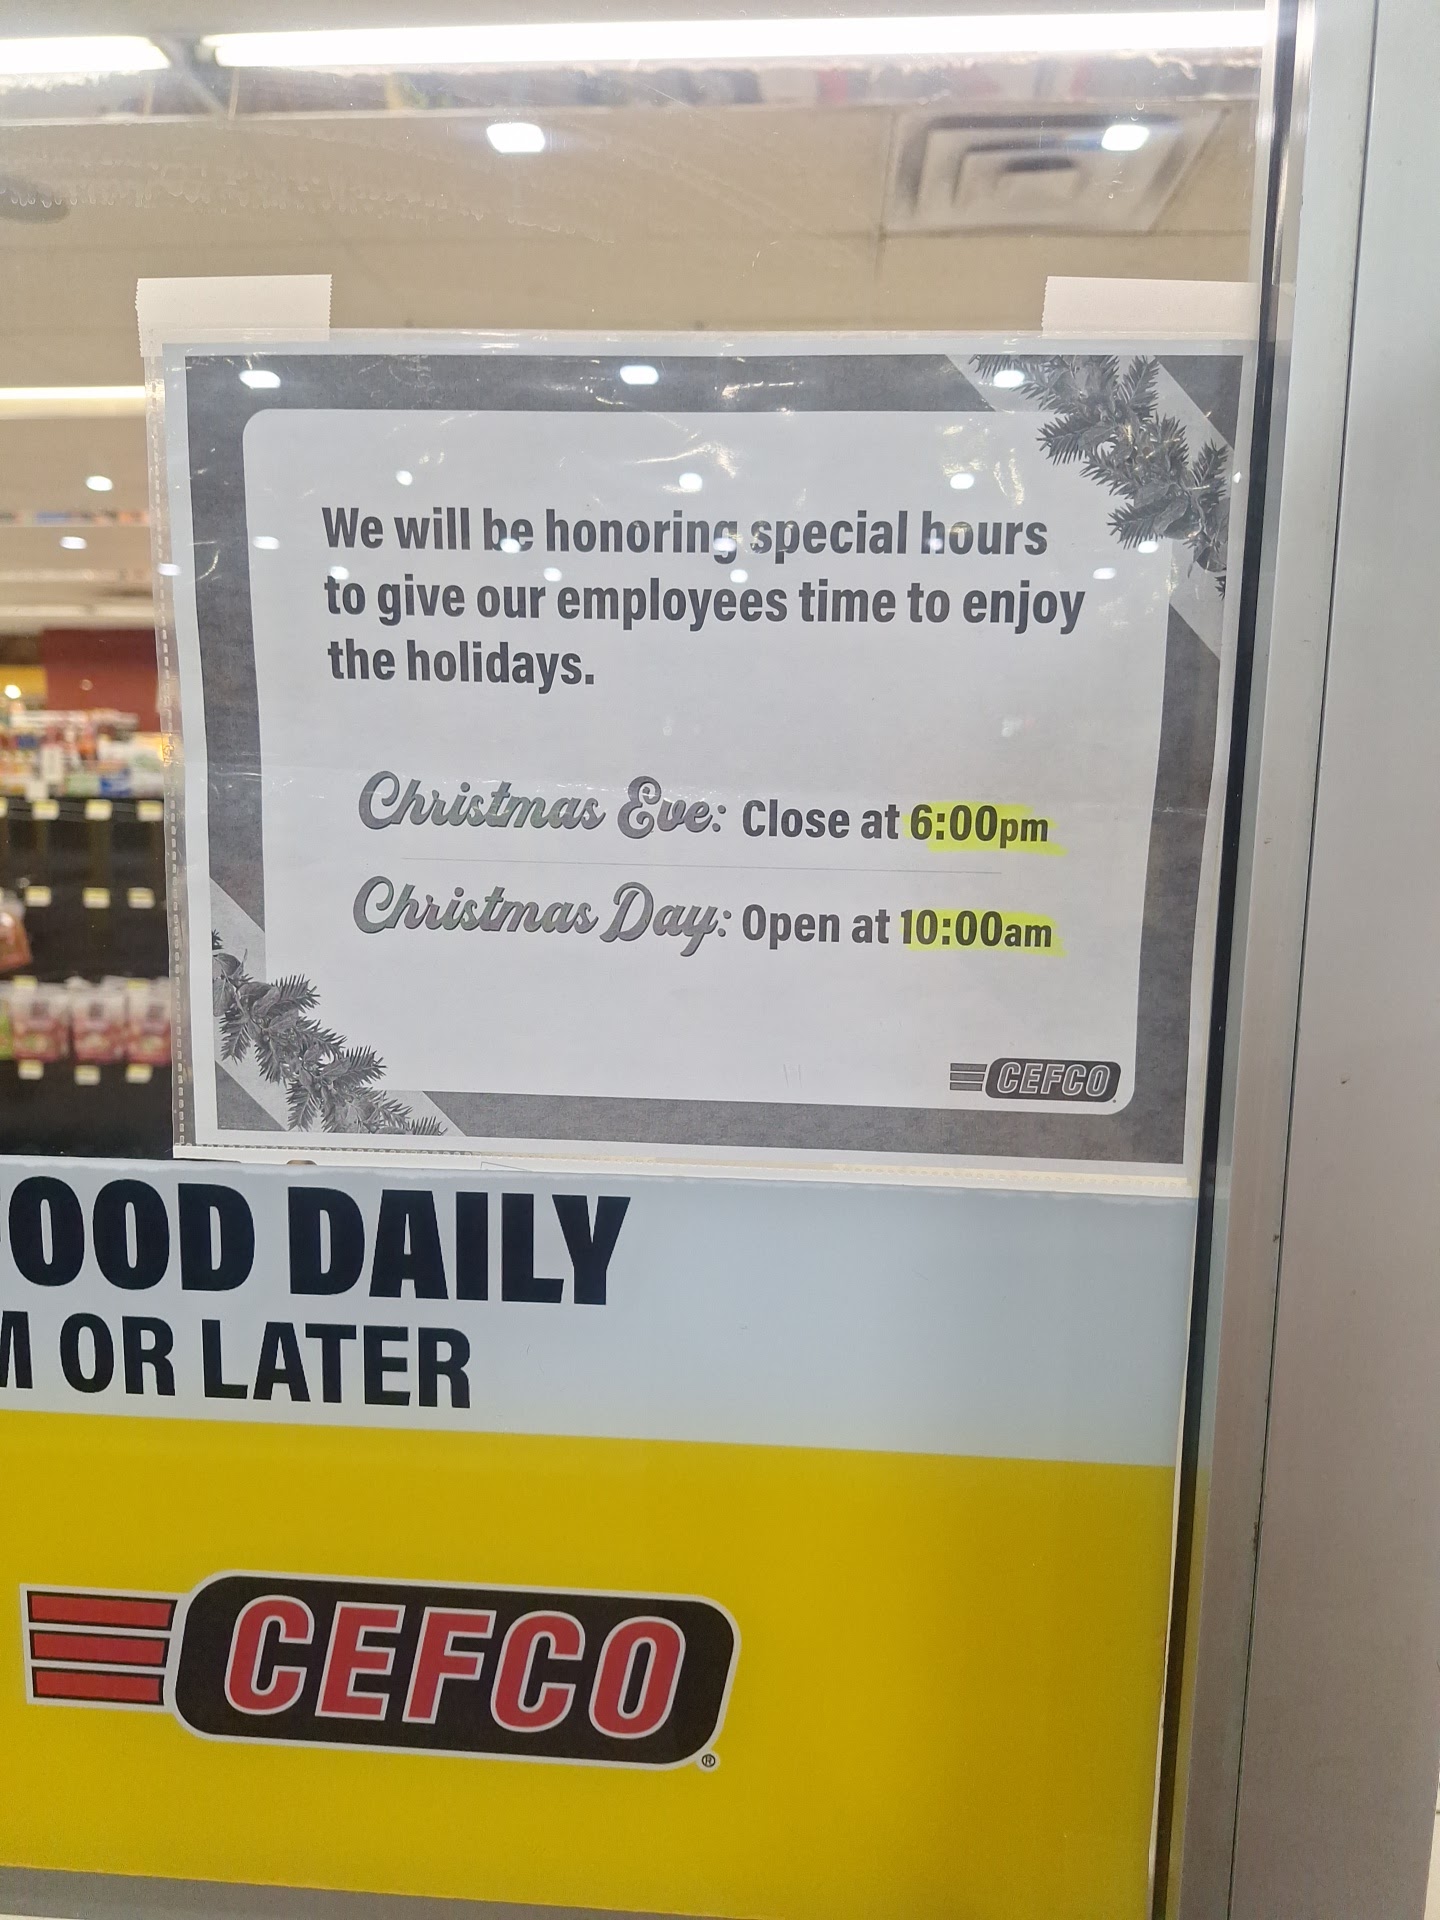 We will be honoring special hours
to give our employees time to enjoy
the holidays.
Christmas Eve: Close at 6:00pm
Christmas Day: Open at 10:00am
CEFCO
OOD DAILY
M OR LATER
CEFCO
®